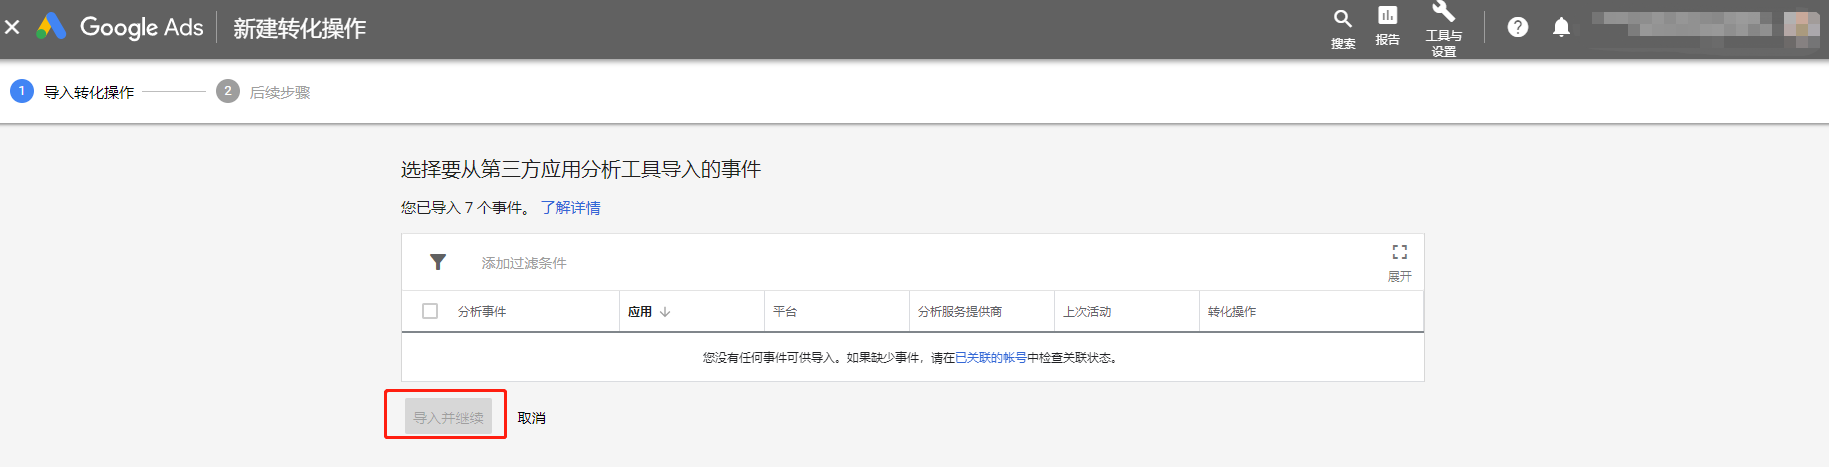 Google Ads 新建转化操作
搜索
报告
工具与
设置
1 导入转化操作
2 后续步骤
选择要从第三方应用分析工具导入的事件
您已导入 7 个事件。 了解详情
添加过滤条件
展开
分析事件 应用 平台 分析服务提供商 上次活动 转化操作
您没有任何事件可供导入。如果缺少事件，请在已关联的帐号中检查关联状态。
导入并继续 取消